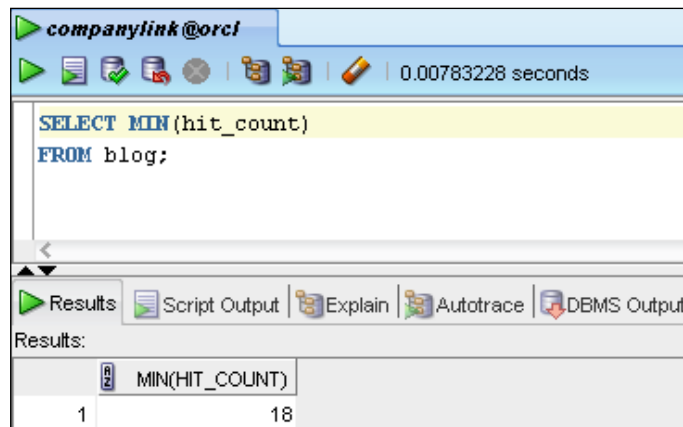 companylink@orcl
0.00783228 seconds
SELECT MIN(hit_count)
FROM blog;
Results Script Output Explain Autotrace DBMS Output
Results:
MIN(HIT_COUNT)
1 18